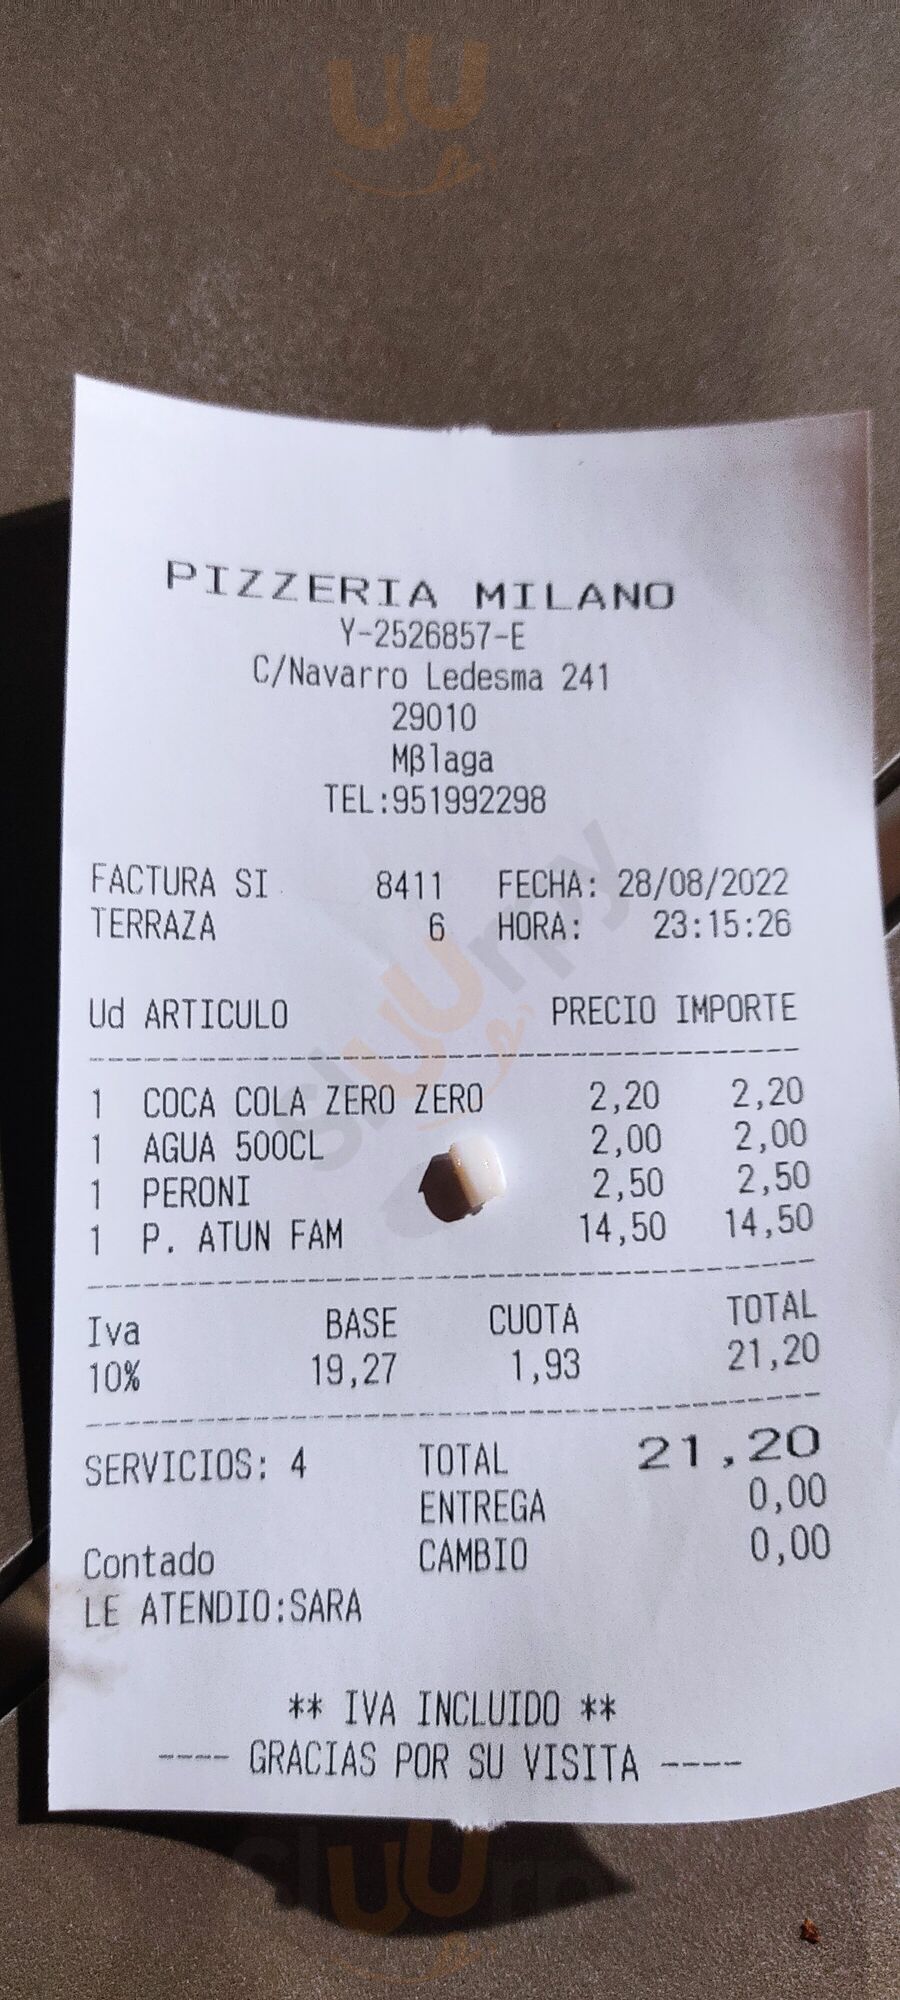 PIZZERIA MILANO
Y-2526857-E
C/Navarro Ledesma 241
29010
Mβlaga
TEL:951992298
FACTURA SI 8411 FECHA: 28/08/2022
TERRAZA 6 HORA: 23:15:26
Ud ARTICULO PRECIO IMPORTE
1 COCA COLA ZERO ZERO 2,20 2,20
1 AGUA 500CL 2,00 2,00
1 PERONI 2,50 2,50
1 P. ATUN FAM 14,50 14,50
Iva BASE CUOTA TOTAL
10% 19,27 1,93 21,20
SERVICIOS: 4 TOTAL 21,20
ENTREGA 0,00
Contado CAMBIO 0,00
LE ATENDIO:SARA
** IVA INCLUIDO **
---- GRACIAS POR SU VISITA ----
Sluurpy
Sluurpy